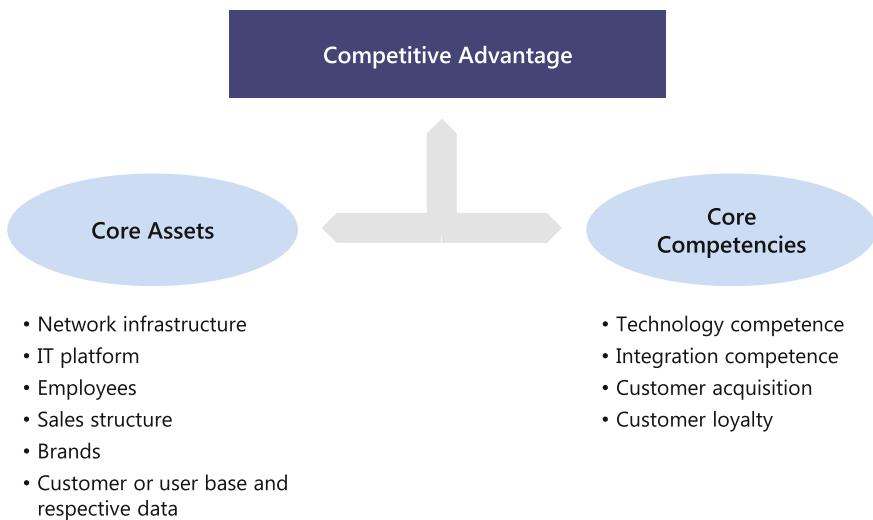 Competitive Advantage
Core Assets
• Network infrastructure
• IT platform
• Employees
• Sales structure
• Brands
• Customer or user base and
respective data
Core
Competencies
• Technology competence
• Integration competence
• Customer acquisition
• Customer loyalty